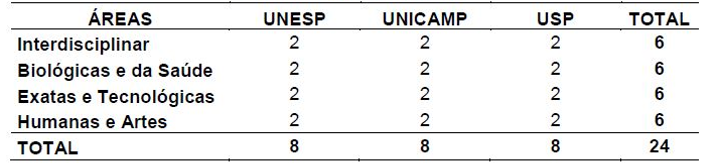 ÁREAS UNESP UNICAMP USP TOTAL
Interdisciplinar 2 2 2 6
Biológicas e da Saúde 2 2 2 6
Exatas e Tecnológicas 2 2 2 6
Humanas e Artes 2 2 2 6
TOTAL 8 8 8 24